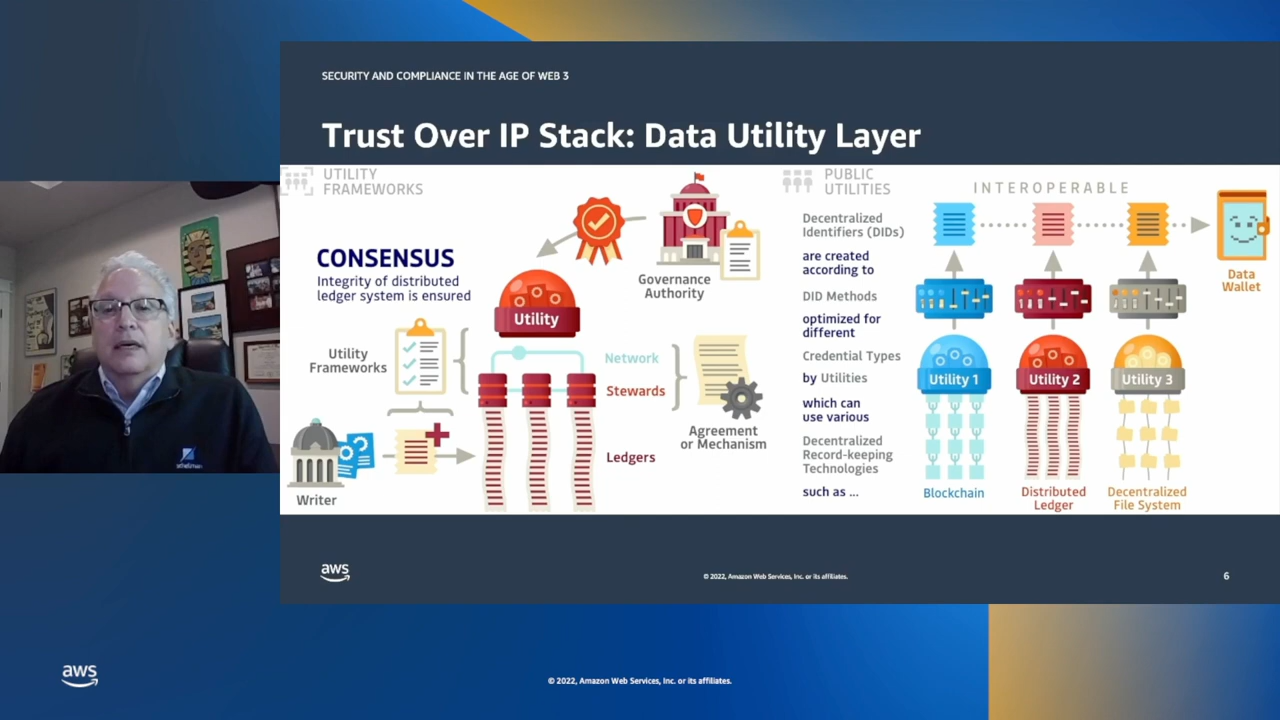 SECURITY AND COMPLIANCE IN THE AGE OF WEB 3
Trust Over IP Stack: Data Utility Layer
UTILITY
FRAMEWORKS
CONSENSUS
Integrity of distributed
ledger system is ensured
Governance
Authority
Utility
Utility
Frameworks
Network
Stewards
Ledgers
Agreement
or Mechanism
Writer
PUBLIC
UTILITIES
INTEROPERABLE
Decentralized
Identifiers (DIDs)
are created
according to
DID Methods
optimized for
different
Credential Types
by Utilities
which can
use various
Decentralized
Record-keeping
Technologies
such as ...
Data
Wallet
Utility 1
Utility 2
Utility 3
Blockchain
Distributed
Ledger
Decentralized
File System
aws
© 2022, Amazon Web Services, Inc. or its affiliates.
6
aws
© 2022, Amazon Web Services, Inc. or its affiliates.